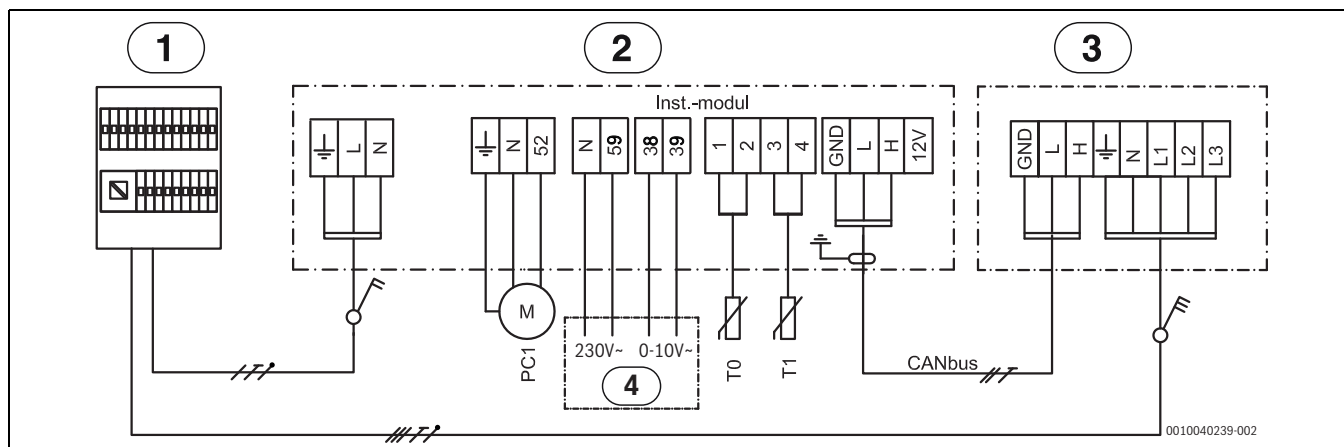 1
2
3
Inst.-modul
L
N
N
52
N
59
38
39
1
2
3
4
GND
L
H
12V
GND
L
H
N
L1
L2
L3
M
PC1
230V~
0-10V~
4
T0
T1
CANbus
0010040239-002